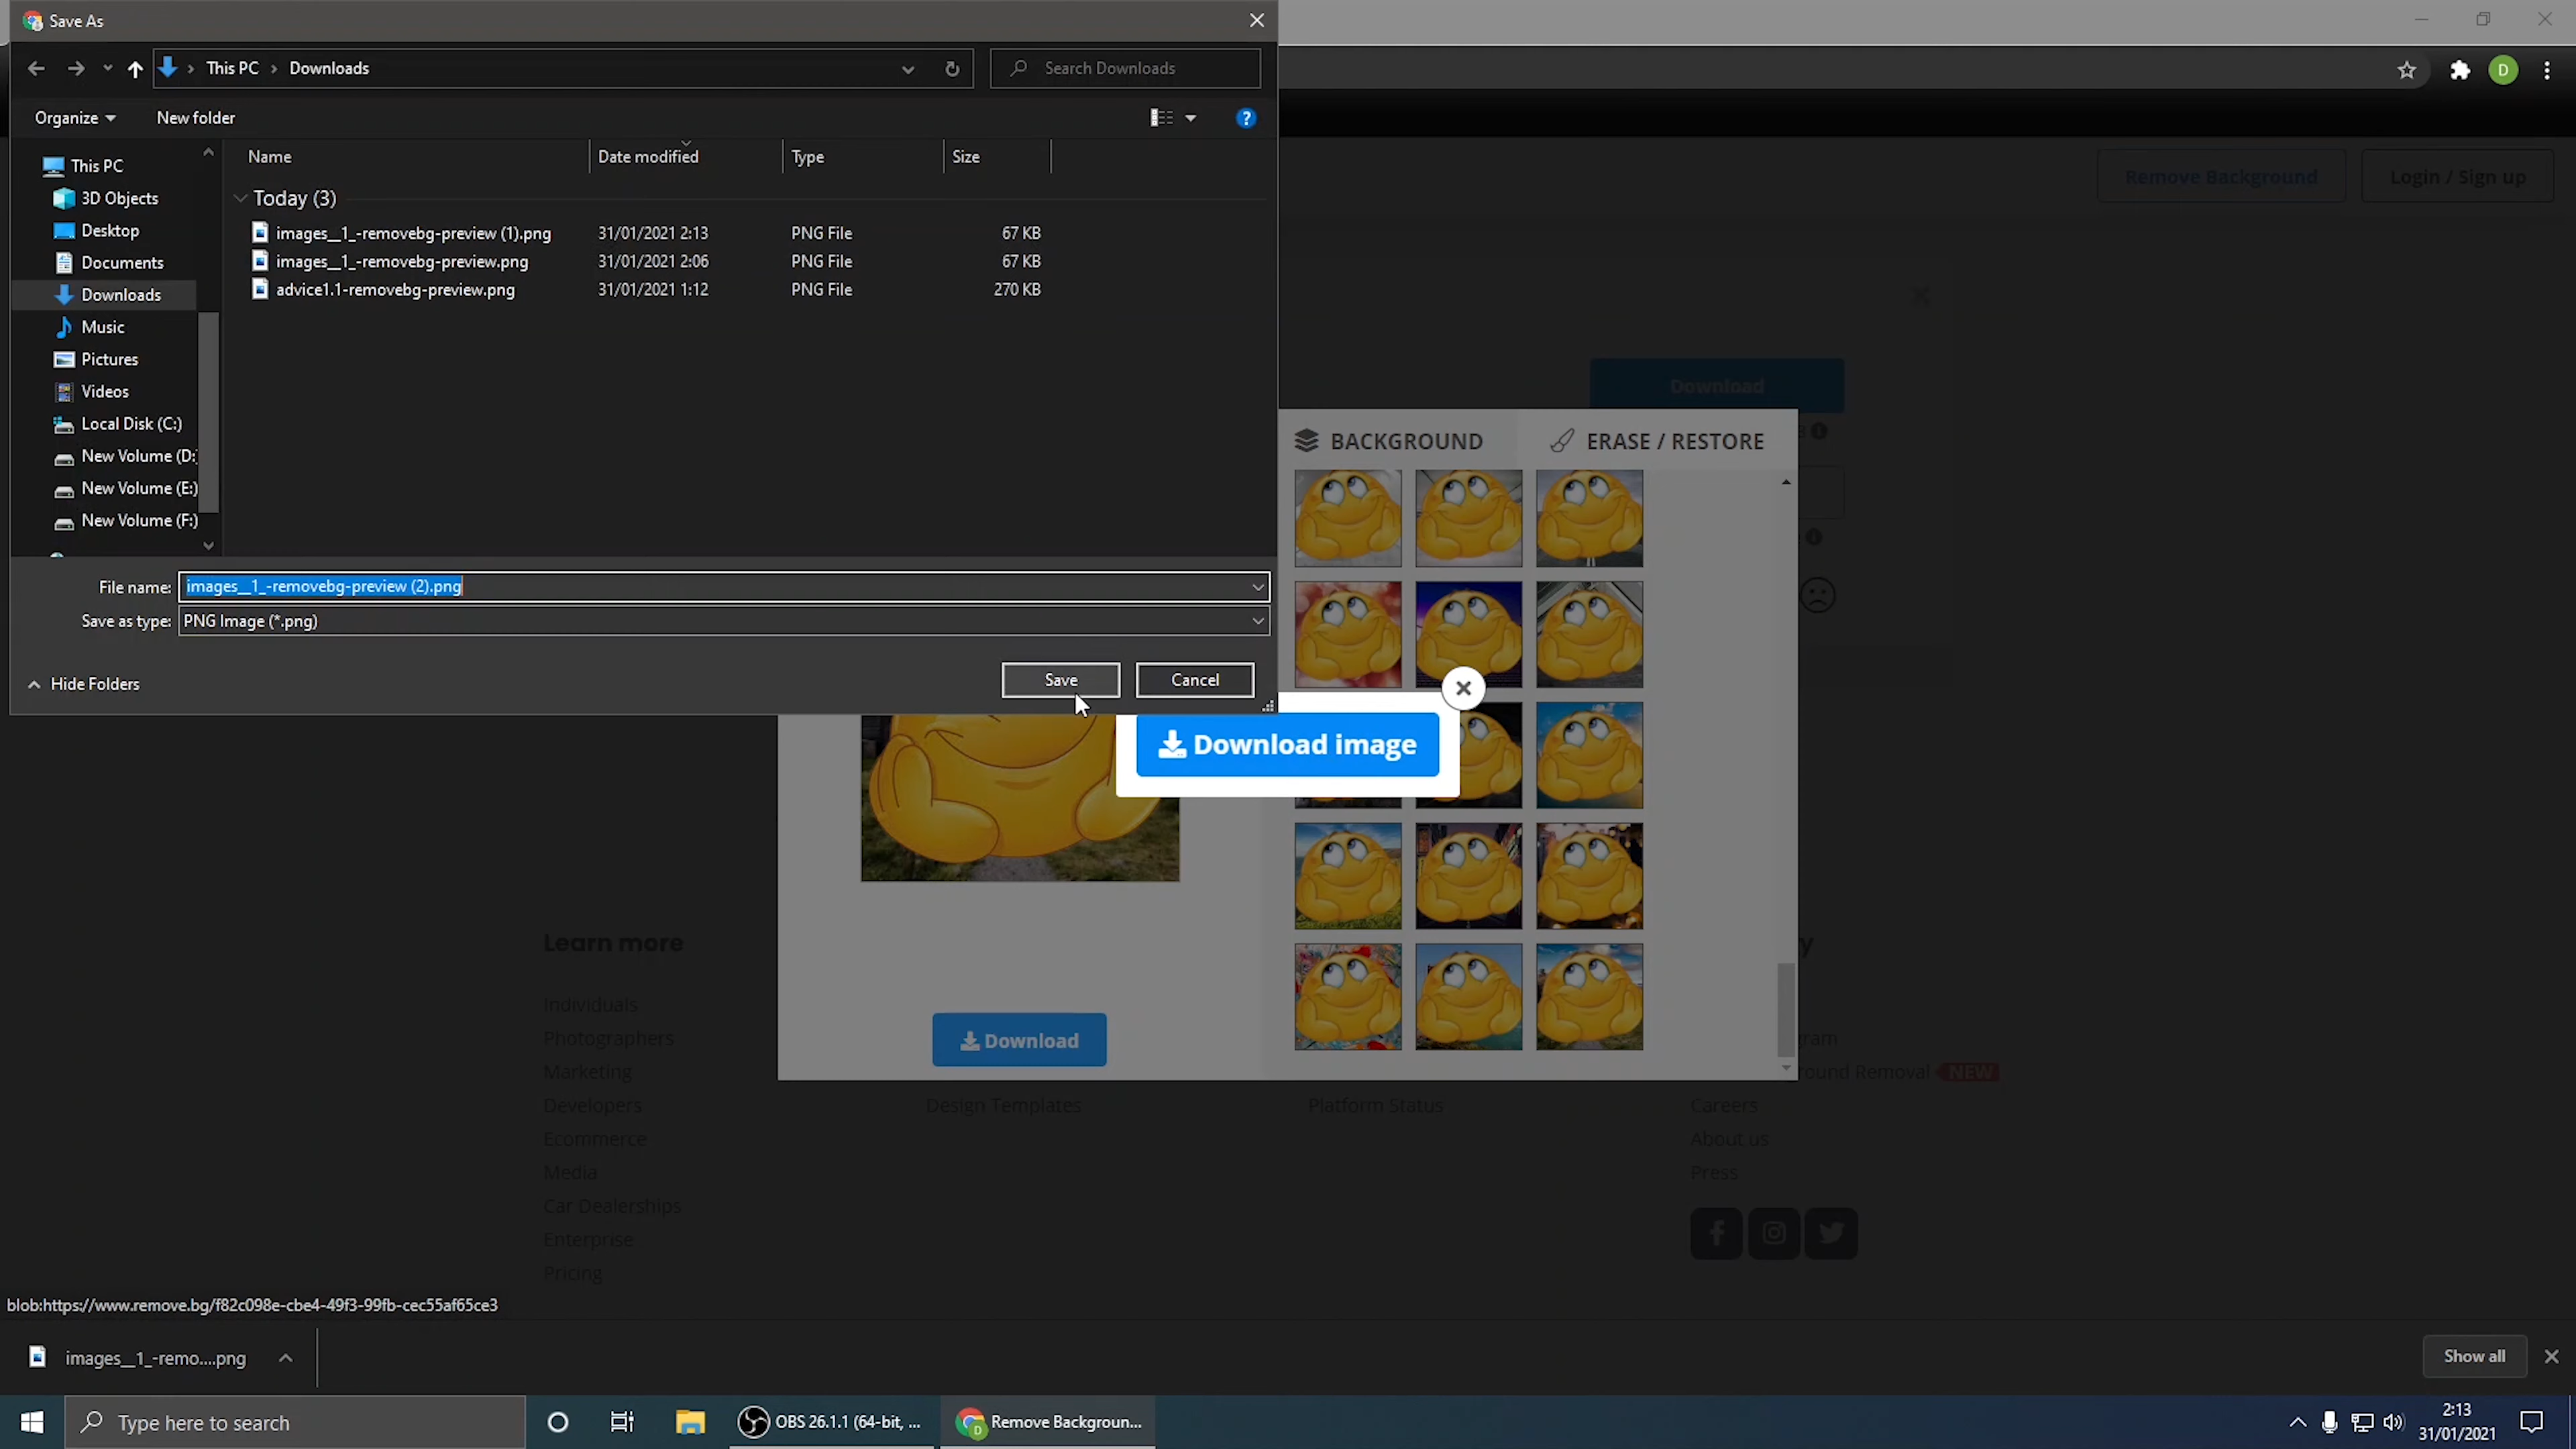 Save As
This PC
Downloads
Search Downloads
Organize
New folder
?
D
This PC
3D Objects
Desktop
Documents
Downloads
Music
Pictures
Videos
Local Disk (C:)
New Volume (D:)
New Volume (E:)
New Volume (F:)
Name
Date modified
Type
Size
Today (3)
images__1_-removebg-preview (1).png 31/01/2021 2:13 PNG File 67 KB
images__1_-removebg-preview.png 31/01/2021 2:06 PNG File 67 KB
advice1.1-removebg-preview.png 31/01/2021 1:12 PNG File 270 KB
File name: images__1_-removebg-preview (2).png
Save as type: PNG Image (*.png)
Hide Folders
Save
Cancel
Remove Background
Login / Sign up
Download
BACKGROUND
ERASE / RESTORE
Download image
Download
Learn more
Individuals
Photographers
Marketing
Developers
Ecommerce
Media
Car Dealerships
Enterprise
Pricing
Design Templates
Platform Status
NEW
Careers
About us
Press
blob:https://www.remove.bg/f82c098e-cbe4-49f3-99fb-cec55af65ce3
images__1_-remo....png
Show all
Type here to search
OBS 26.1.1 (64-bit, ...
Remove Backgroun...
2:13
31/01/2021